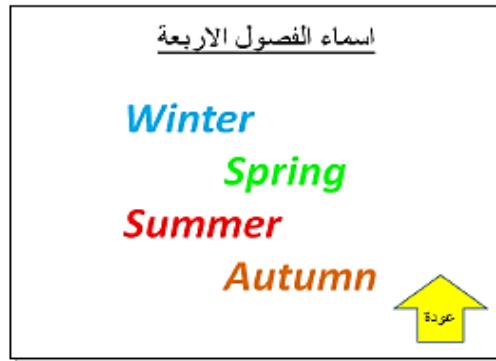 اسماء الفصول الاربعة
Winter
Spring
Summer
Autumn
عودة